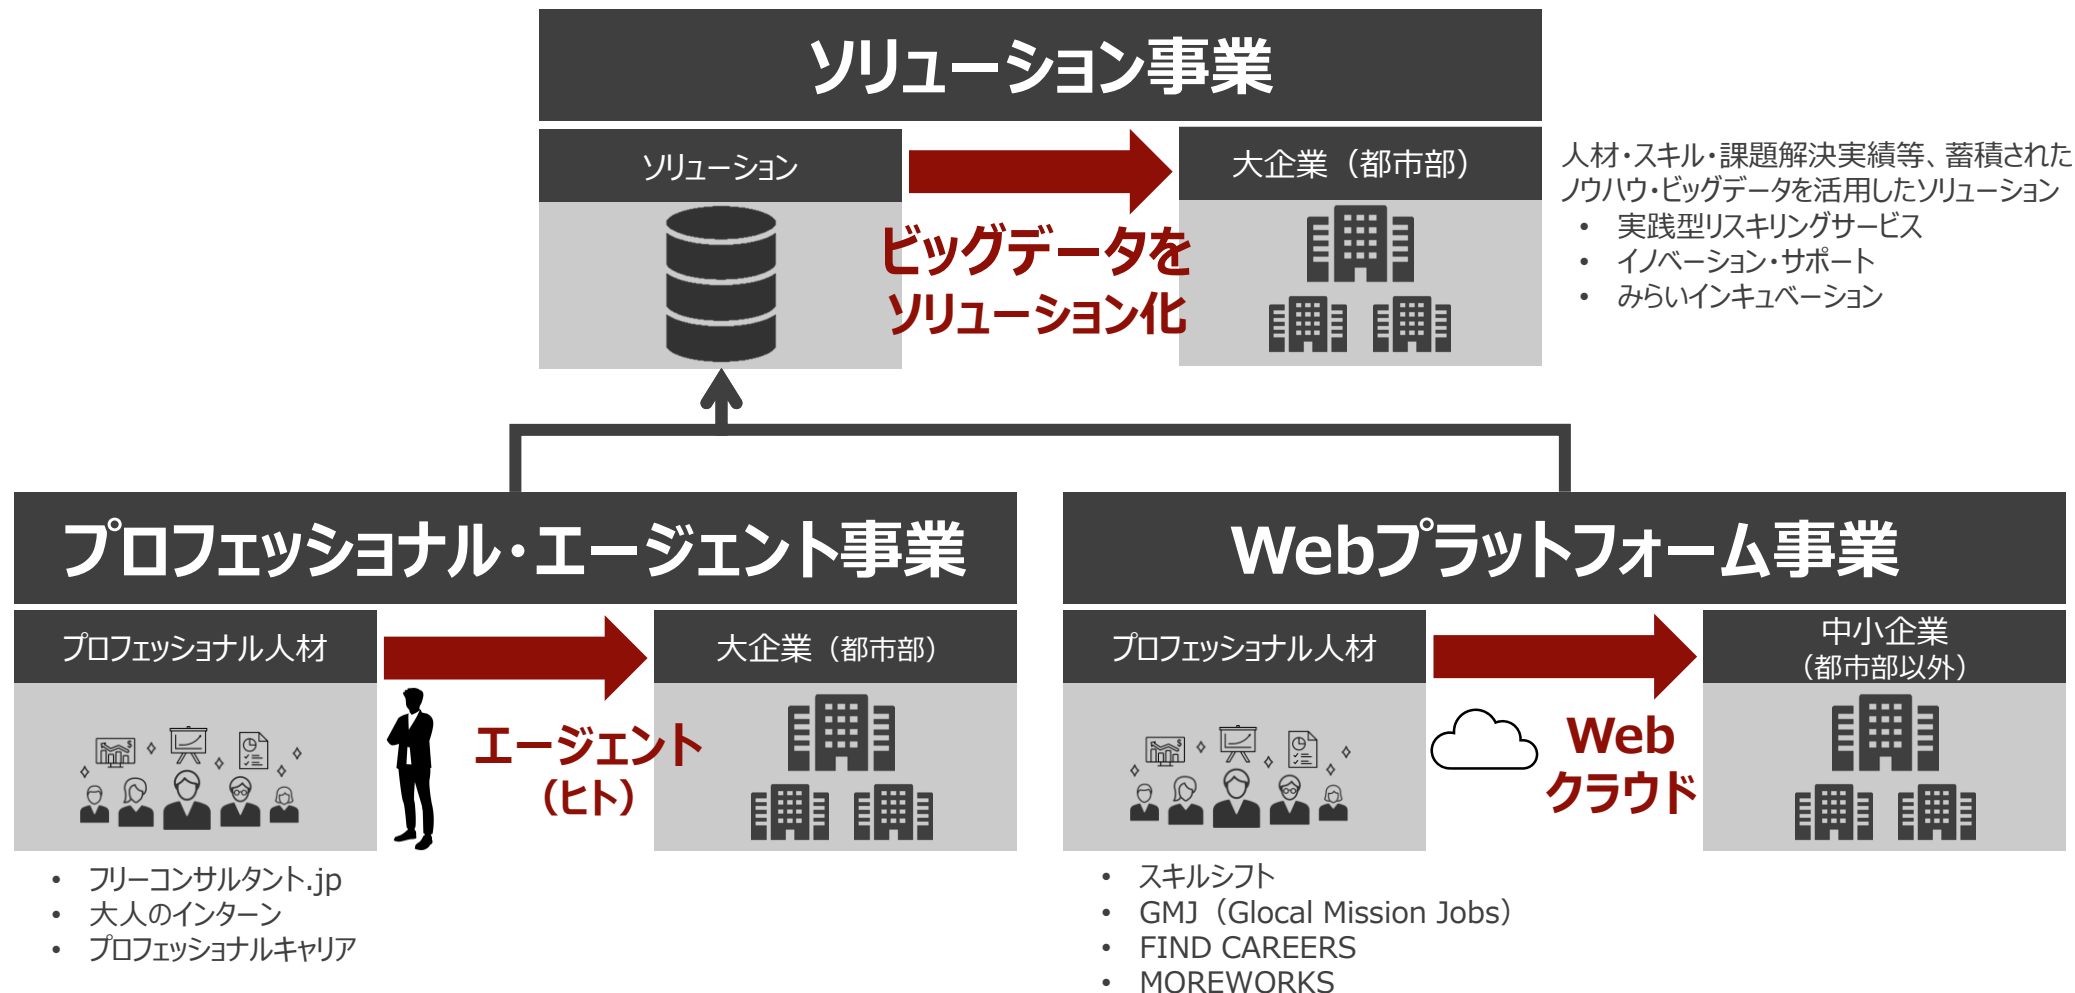 ソリューション事業
ソリューション
大企業（都市部）
ビッグデータを
ソリューション化
人材・スキル・課題解決実績等、蓄積された
ノウハウ・ビッグデータを活用したソリューション
• 実践型リスキリングサービス
• イノベーション・サポート
• みらいインキュベーション
プロフェッショナル・エージェント事業
プロフェッショナル人材
大企業（都市部）
エージェント
（ヒト）
• フリーコンサルタント.jp
• 大人のインターン
• プロフェッショナルキャリア
Webプラットフォーム事業
プロフェッショナル人材
中小企業
（都市部以外）
Web
クラウド
• スキルシフト
• GMJ（Glocal Mission Jobs）
• FIND CAREERS
• MOREWORKS